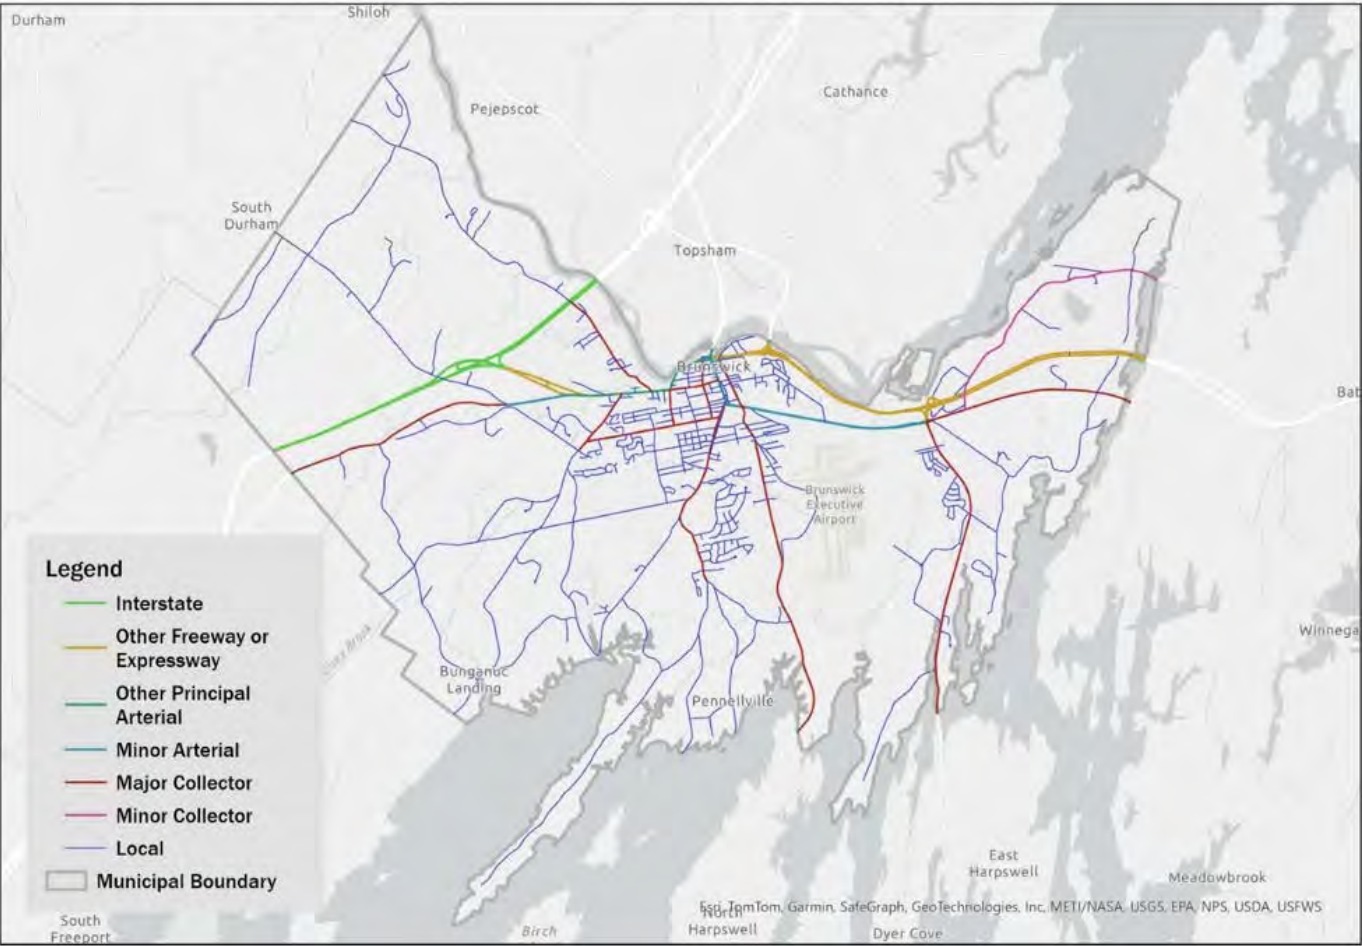 Durham
Shiloh
Cathance
Pejepscot
South
Durham
Topsham
Brunswick
Bat
Brunswick
Executive
Airport
Legend
Interstate
Other Freeway or
Expressway
Other Principal
Arterial
Minor Arterial
Major Collector
Minor Collector
Local
Municipal Boundary
Brook
Winnega
Bunganuc
Landing
Pennellville
East
Harpswell
Meadowbrook
Esri, TomTom, Garmin, SafeGraph, GeoTechnologies, Inc, METI/NASA, USGS, EPA, NPS, USDA, USFWS
South
Freeport
Birch
North
Harpswell
Dyer Cove